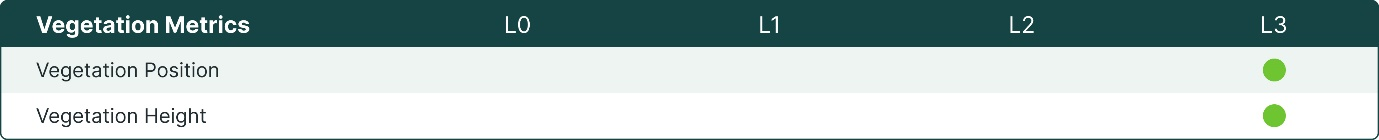 Vegetation Metrics L0 L1 L2 L3
Vegetation Position
Vegetation Height